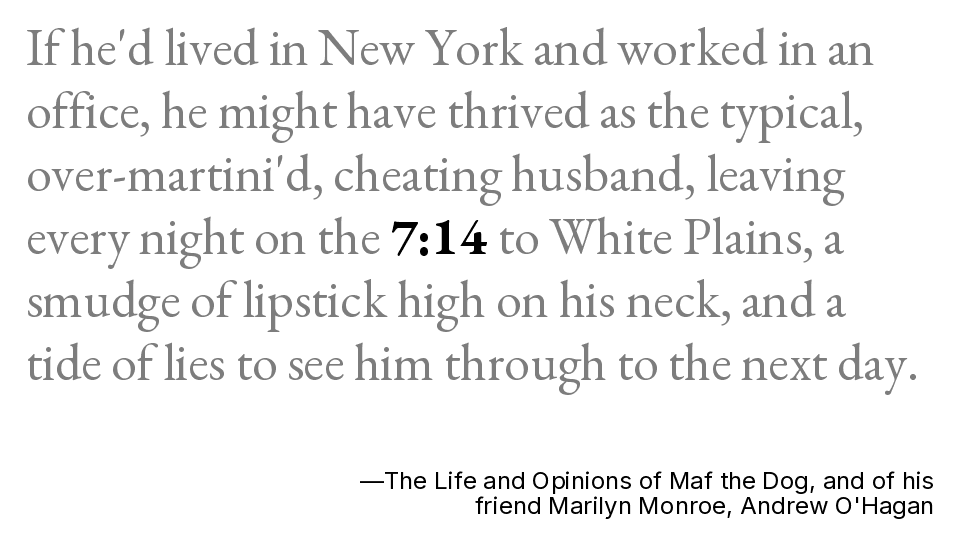 If he'd lived in New York and worked in an
office, he might have thrived as the typical,
over-martini'd, cheating husband, leaving
every night on the 7:14 to White Plains, a
smudge of lipstick high on his neck, and a
tide of lies to see him through to the next day.
—The Life and Opinions of Maf the Dog, and of his
friend Marilyn Monroe, Andrew O'Hagan